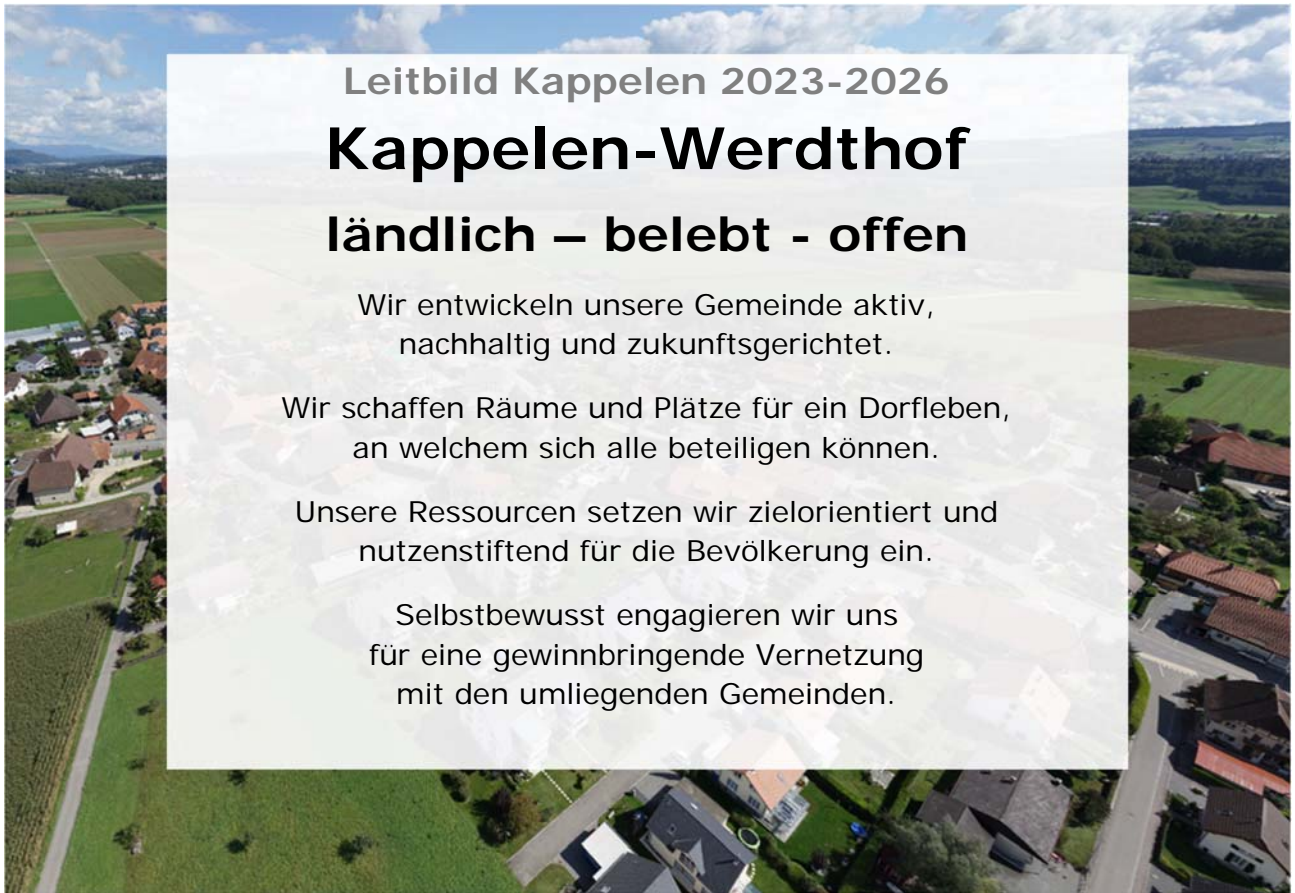 Leitbild Kappelen 2023-2026
Kappelen-Werdthof
ländlich – belebt - offen
Wir entwickeln unsere Gemeinde aktiv,
nachhaltig und zukunftsgerichtet.
Wir schaffen Räume und Plätze für ein Dorfleben,
an welchem sich alle beteiligen können.
Unsere Ressourcen setzen wir zielorientiert und
nutzenstiftend für die Bevölkerung ein.
Selbstbewusst engagieren wir uns
für eine gewinnbringende Vernetzung
mit den umliegenden Gemeinden.